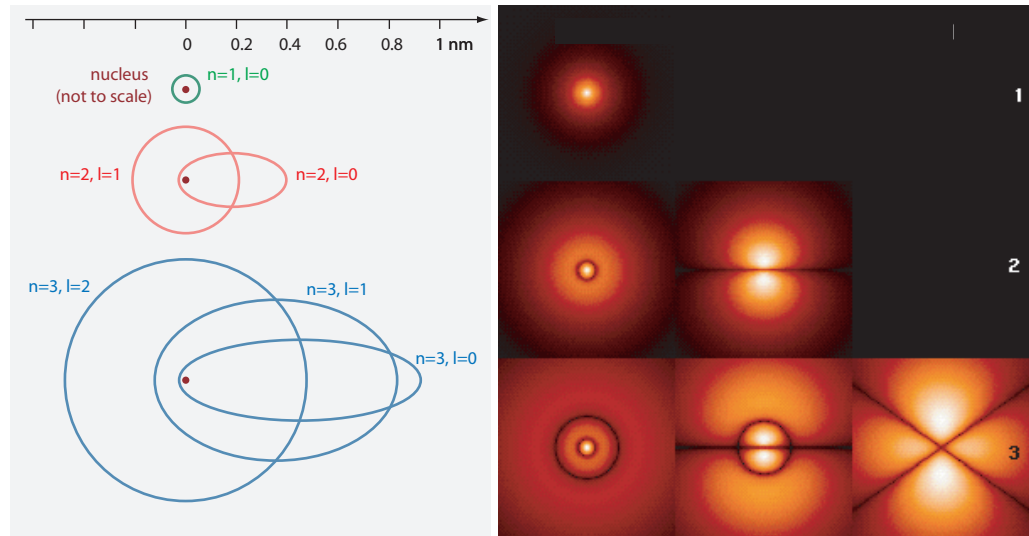 0 0.2 0.4 0.6 0.8 1 nm
nucleus
(not to scale)
n=1, l=0
n=2, l=1
n=2, l=0
n=3, l=2
n=3, l=1
n=3, l=0
1
2
3